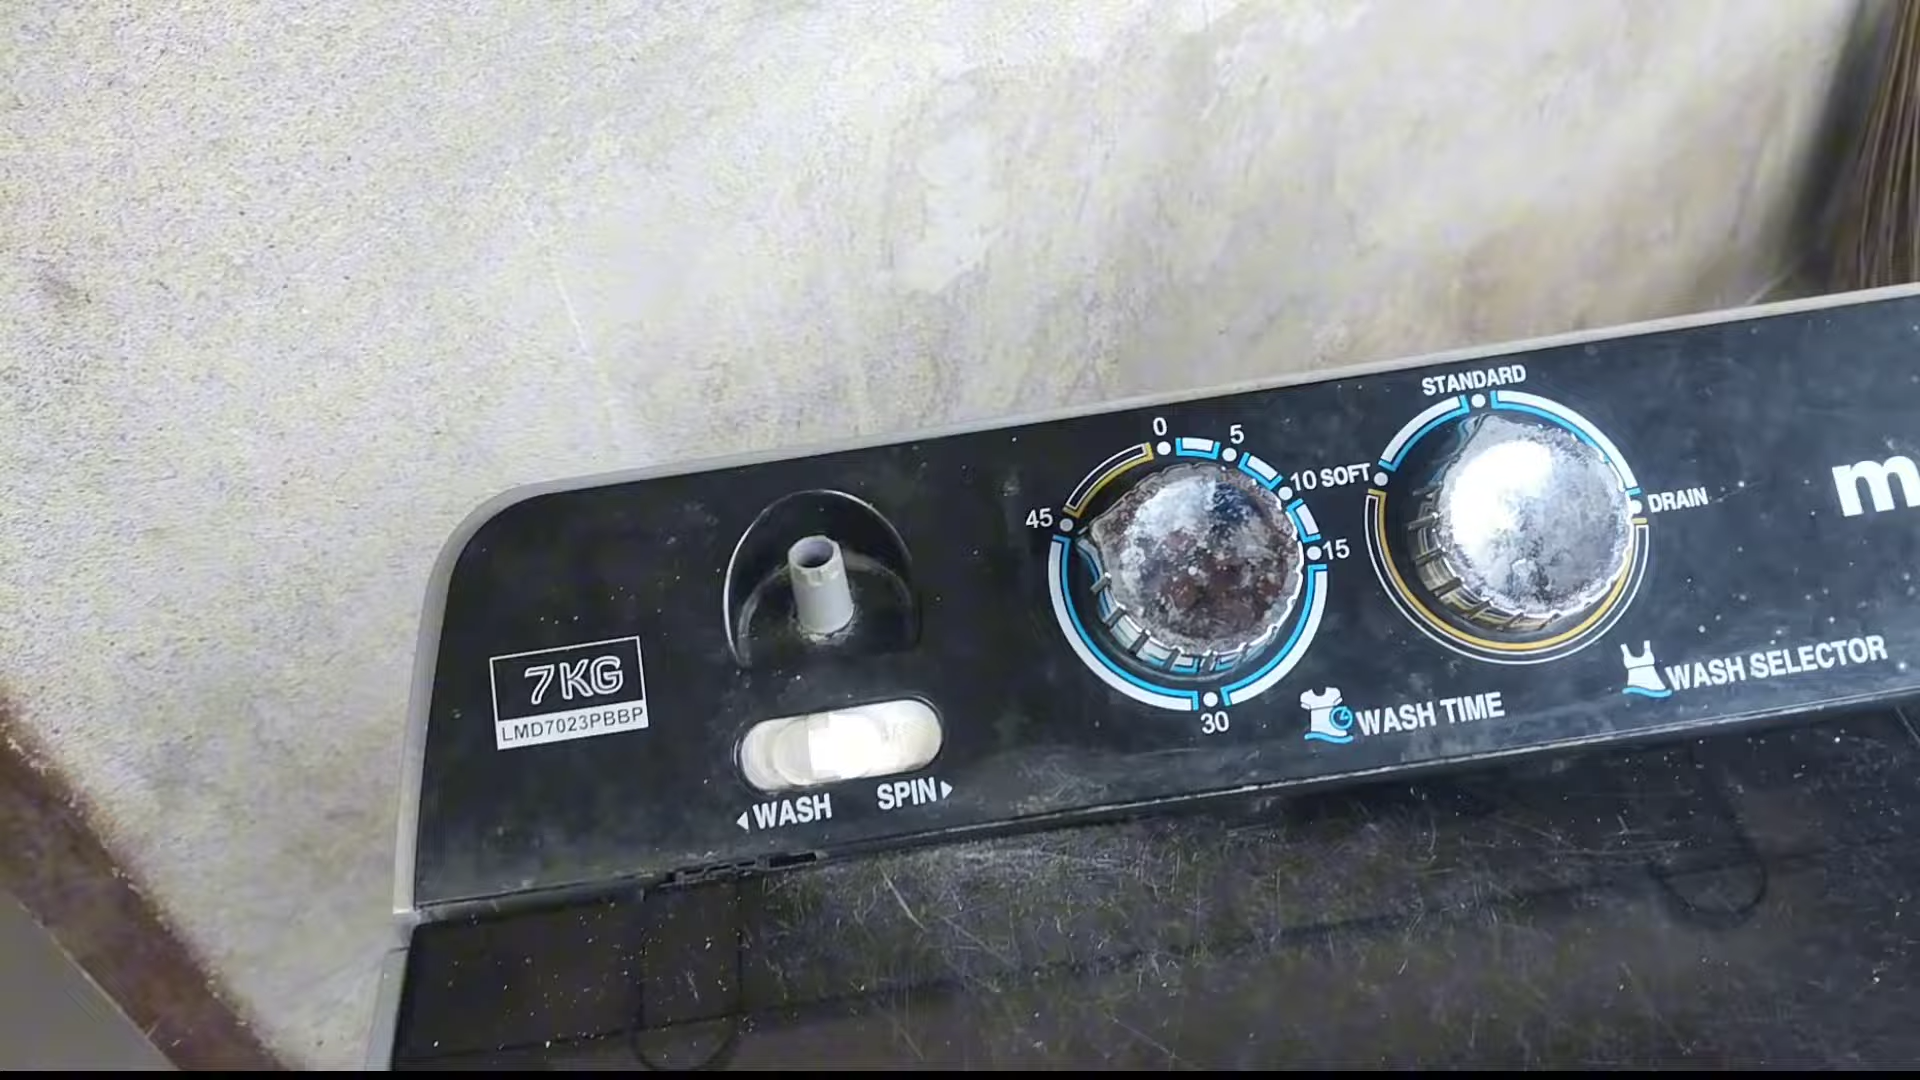 7KG
LMD7023PBBP
WASH
SPIN
0
5
10
15
30
45
WASH TIME
STANDARD
SOFT
DRAIN
WASH SELECTOR
m